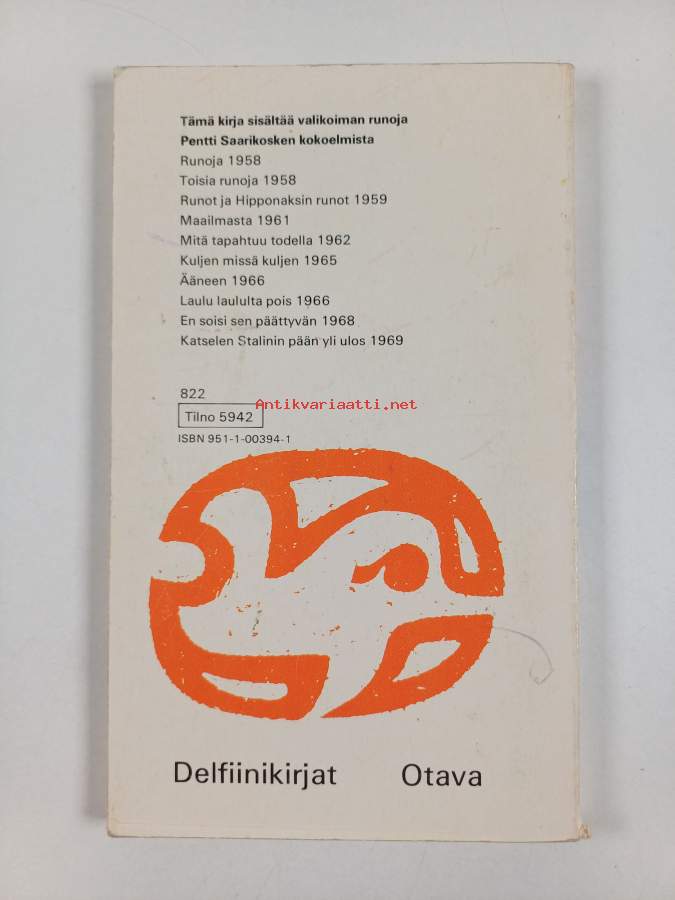 Tämä kirja sisältää valikoiman runoja
Pentti Saarikosken kokoelmista
Runoja 1958
Toisia runoja 1958
Runot ja Hipponaksin runot 1959
Maailmasta 1961
Mitä tapahtuu todella 1962
Kuljen missä kuljen 1965
Ääneen 1966
Laulu laululta pois 1966
En soisi sen päättyvän 1968
Katselen Stalinin pään yli ulos 1969
822
Antikvariaatti.net
Tilno 5942
ISBN 951-1-00394-1
Delfiinikirjat Otava